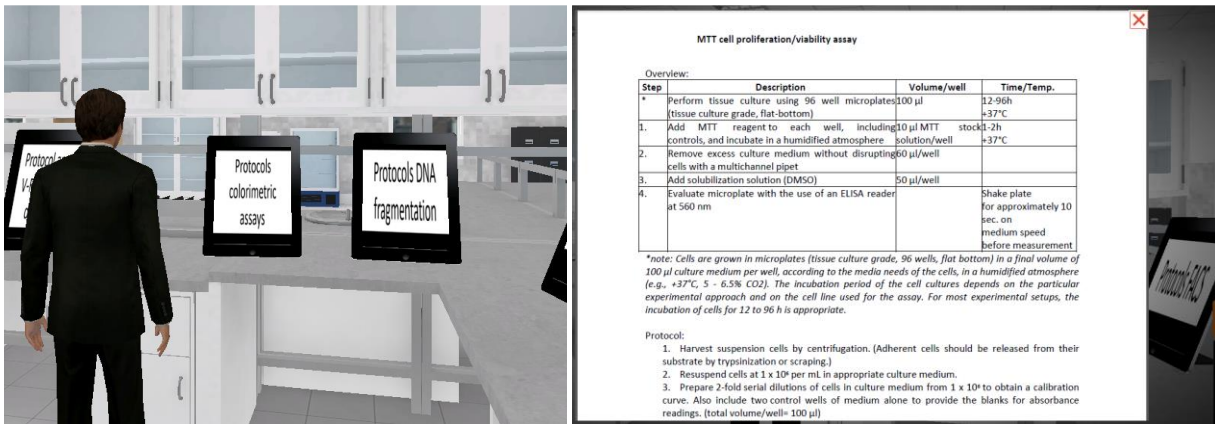 Protocol
V-
Protocols
colorimetric
assays
Protocols DNA
fragmentation
MTT cell proliferation/viability assay
Overview:
Step Description Volume/well Time/Temp.
* Perform tissue culture using 96 well microplates 100 µl 12-96h
(tissue culture grade, flat-bottom) +37°C
1. Add MTT reagent to each well, including 10 µl MTT stock 1-2h
controls, and incubate in a humidified atmosphere solution/well +37°C
2. Remove excess culture medium without disrupting 60 µl/well
cells with a multichannel pipet
3. Add solubilization solution (DMSO) 50 µl/well
4. Evaluate microplate with the use of an ELISA reader Shake plate
at 560 nm for approximately 10
sec. on
medium speed
before measurement
*note: Cells are grown in microplates (tissue culture grade, 96 wells, flat bottom) in a final volume of
100 µl culture medium per well, according to the media needs of the cells, in a humidified atmosphere
(e.g., +37°C, 5 - 6.5% CO2). The incubation period of the cell cultures depends on the particular
experimental approach and on the cell line used for the assay. For most experimental setups, the
incubation of cells for 12 to 96 h is appropriate.
Protocol:
1. Harvest suspension cells by centrifugation. (Adherent cells should be released from their
substrate by trypsinization or scraping.)
2. Resuspend cells at 1 x 10⁶ per mL in appropriate culture medium.
3. Prepare 2-fold serial dilutions of cells in culture medium from 1 x 10⁶ to obtain a calibration
curve. Also include two control wells of medium alone to provide the blanks for absorbance
readings. (total volume/well= 100 µl)
Protocols FACS